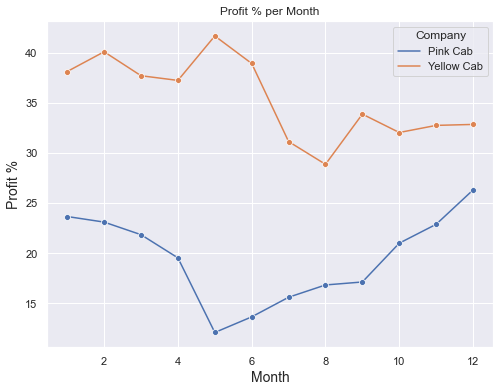 Profit % per Month
Company
Pink Cab
Yellow Cab
Profit %
40
35
30
25
20
15
2 4 6 8 10 12
Month